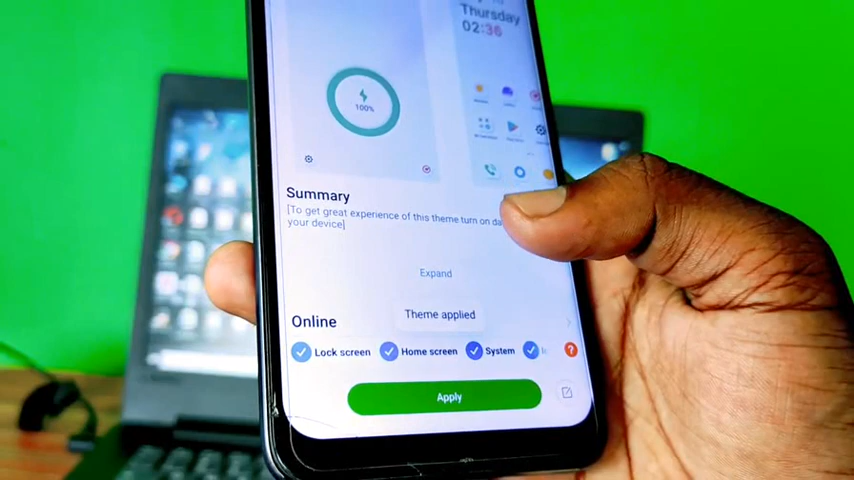 Thursday
02:36
100%
Summary
[To get great experience of this theme turn on
your device]
Expand
Theme applied
Online
Lock screen
Home screen
System
Apply